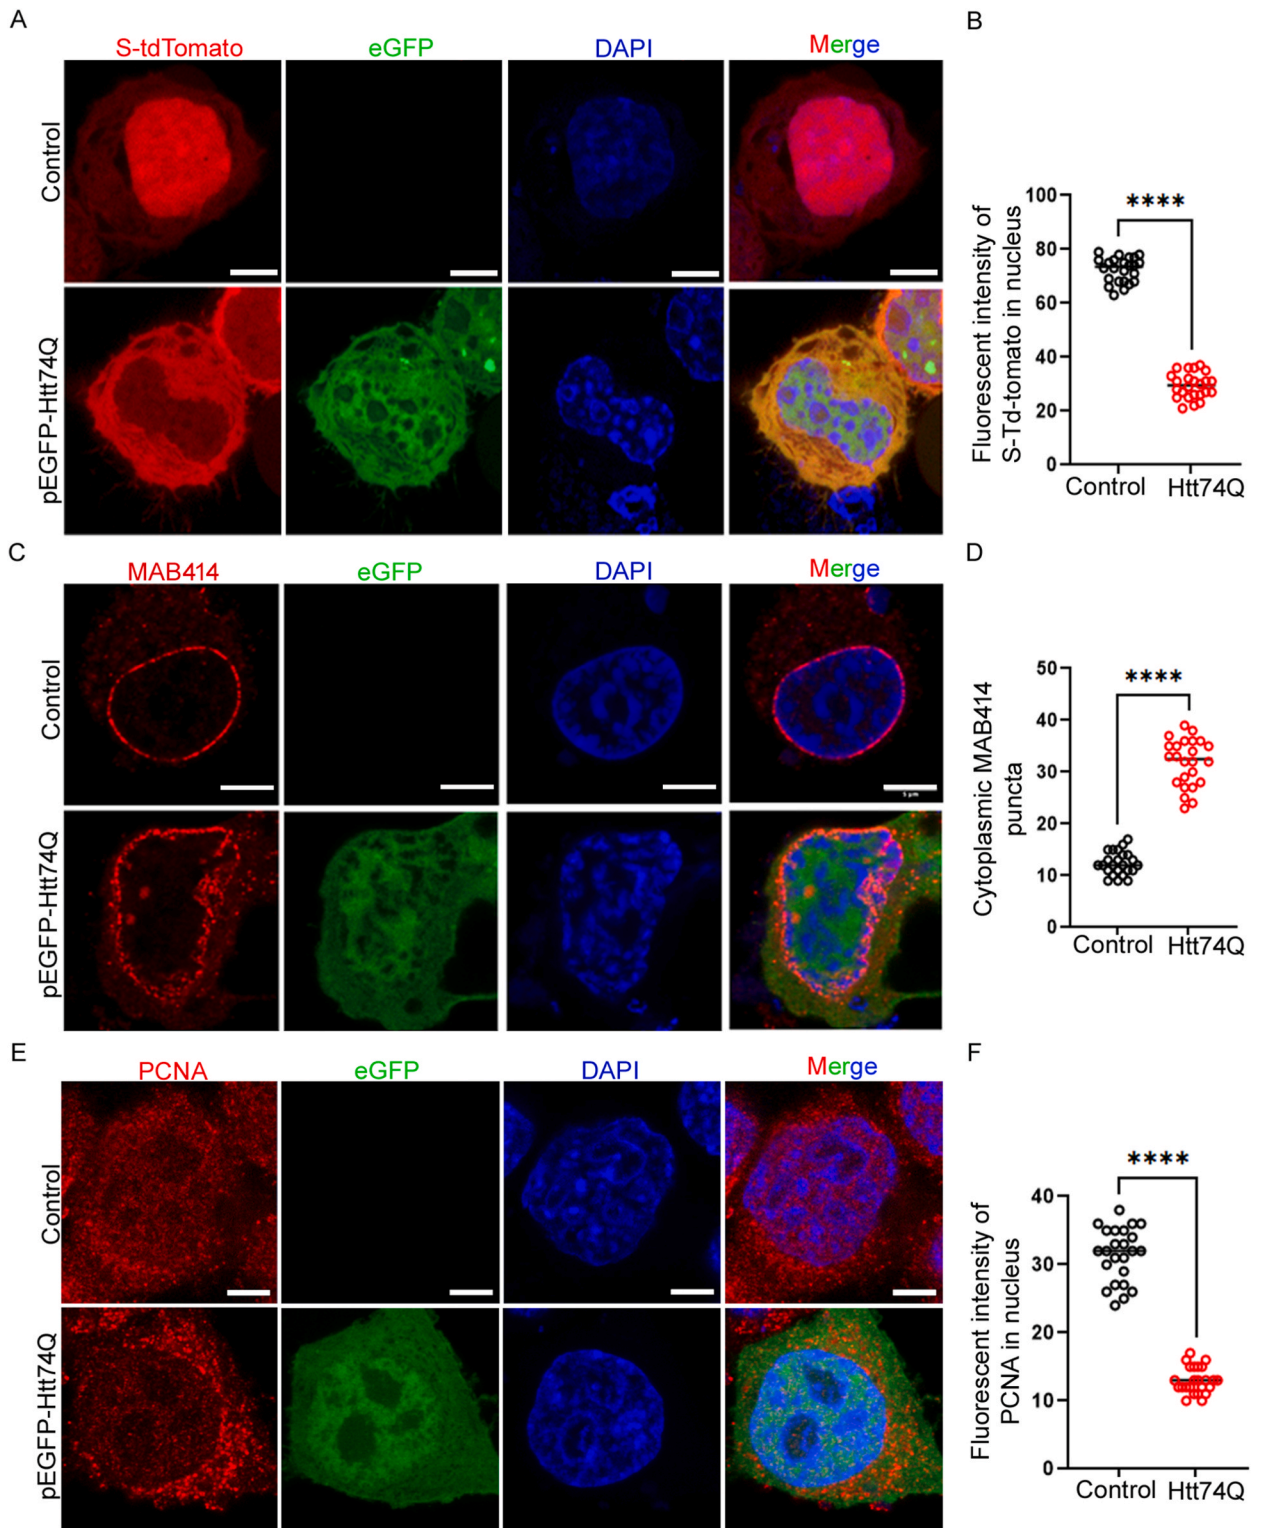 A
S-tdTomato eGFP DAPI Merge
Control
pEGFP-Htt74Q
B
Fluorescent intensity of
S-Td-tomato in nucleus
100
80
60
40
20
0
****
Control Htt74Q
C
MAB414 eGFP DAPI Merge
Control
5 µm
pEGFP-Htt74Q
D
Cytoplasmic MAB414
puncta
50
40
30
20
10
0
****
Control Htt74Q
E
PCNA eGFP DAPI Merge
Control
pEGFP-Htt74Q
F
Fluorescent intensity of
PCNA in nucleus
40
30
20
10
0
****
Control Htt74Q